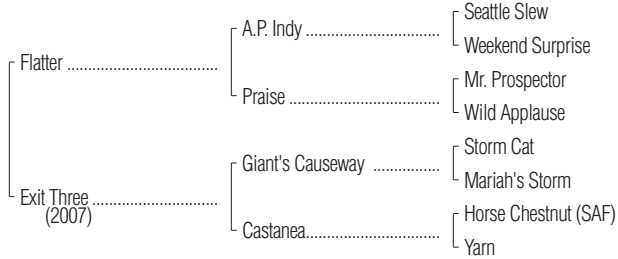 Seattle Slew
A.P. Indy ..............................
Weekend Surprise
Flatter ..................................
Mr. Prospector
Praise ..................................
Wild Applause
Storm Cat
Giant's Causeway ...............
Mariah's Storm
Exit Three ............................
(2007)
Horse Chestnut (SAF)
Castanea..............................
Yarn